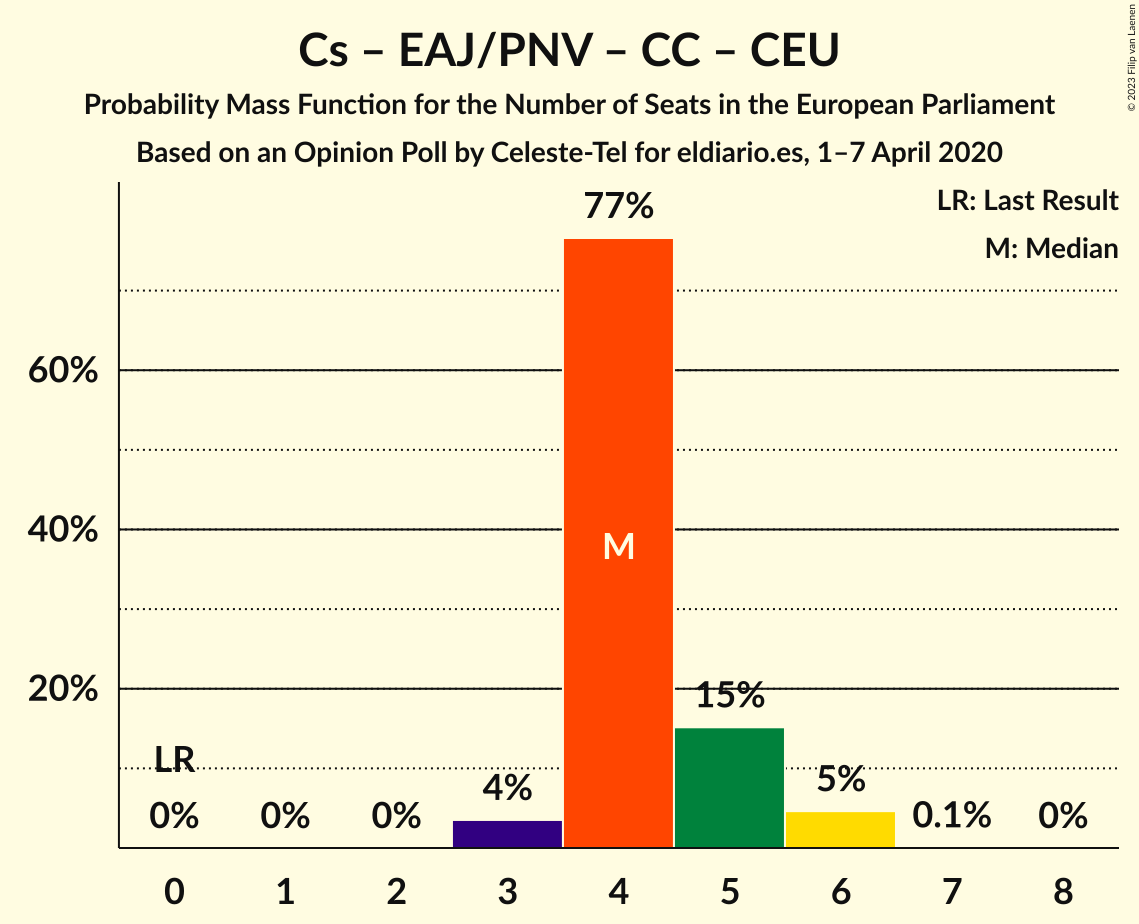 Cs – EAJ/PNV – CC – CEU
Probability Mass Function for the Number of Seats in the European Parliament
Based on an Opinion Poll by Celeste-Tel for eldiario.es, 1–7 April 2020
© 2023 Filip van Laenen
LR: Last Result
M: Median
77%
60%
40%
M
20%
15%
LR
4%
5%
0%
0%
0%
0.1%
0%
0 1 2 3 4 5 6 7 8